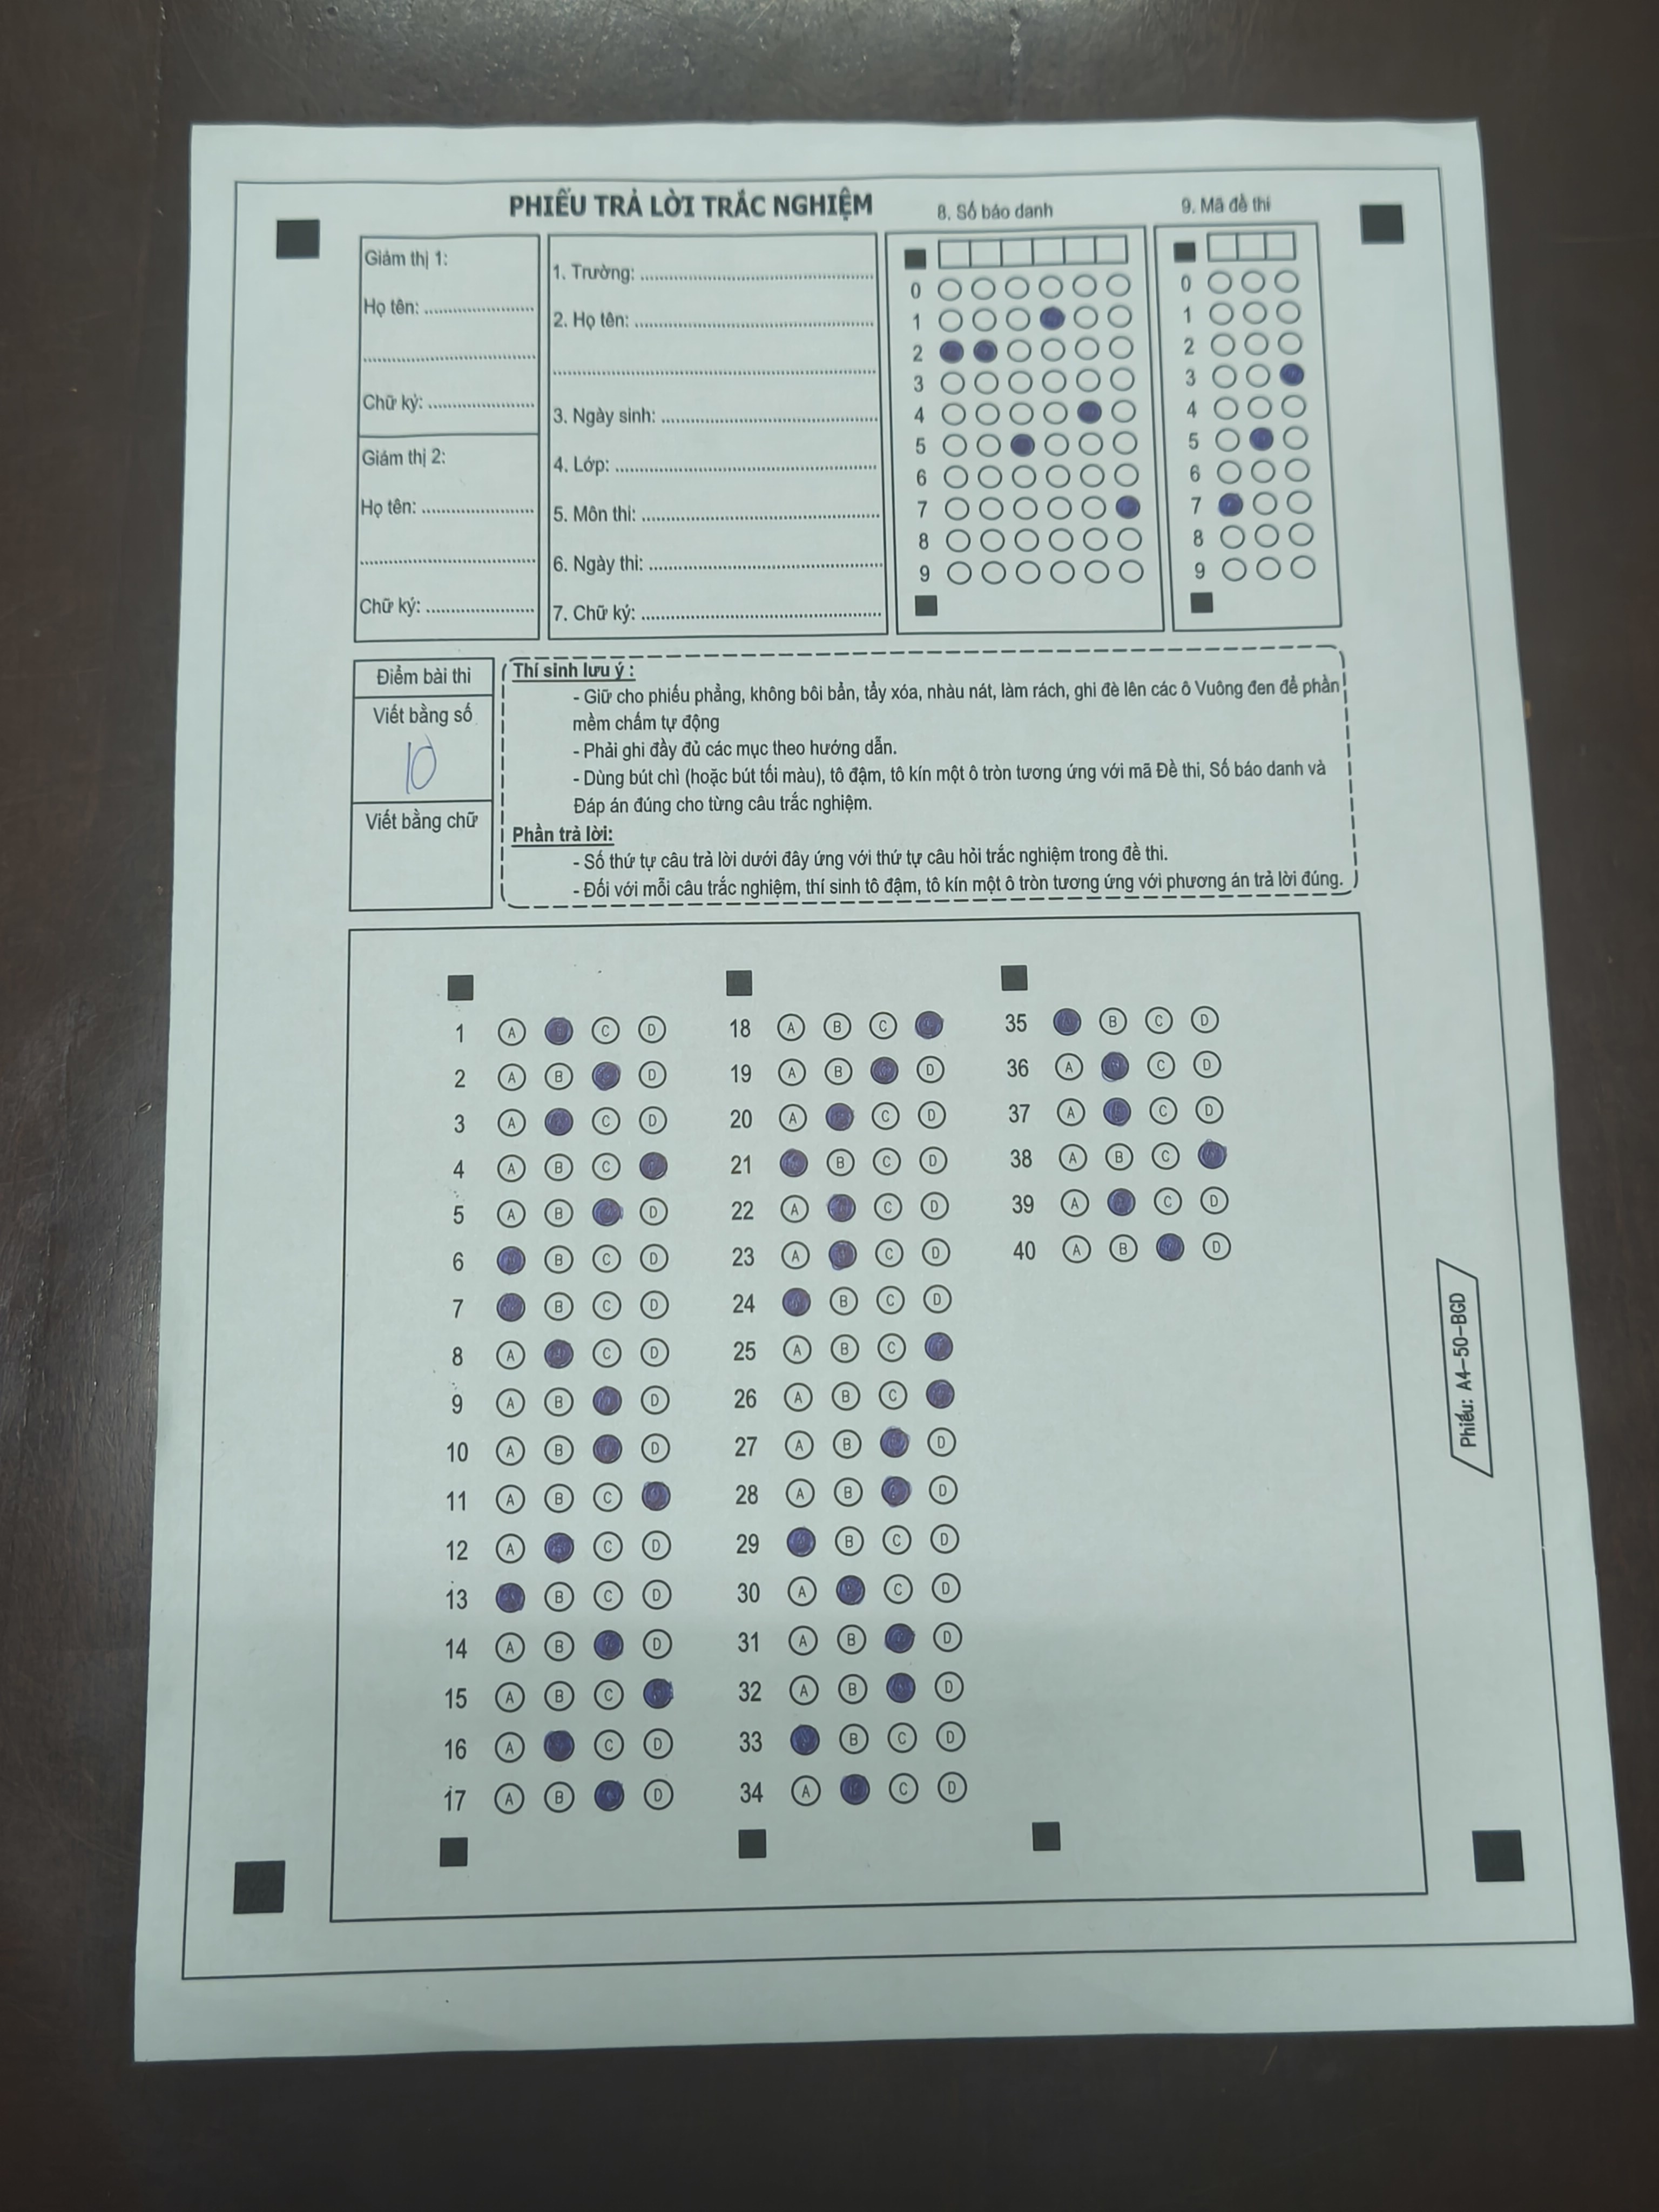 PHIẾU TRẢ LỜI TRẮC NGHIỆM
Giám thị 1:
Họ tên: ....................
................................
Chữ ký: ....................
Giám thị 2:
Họ tên: ....................
................................
Chữ ký: ....................
1. Trường: ............................................
2. Họ tên: ............................................
............................................................
3. Ngày sinh: ........................................
4. Lớp: .................................................
5. Môn thi: ............................................
6. Ngày thi: ...........................................
7. Chữ ký: ............................................
8. Số báo danh
0
1
2
3
4
5
6
7
8
9
9. Mã đề thi
0
1
2
3
4
5
6
7
8
9
Điểm bài thi
Viết bằng số
10
Viết bằng chữ
Thí sinh lưu ý :
- Giữ cho phiếu phẳng, không bôi bẩn, tẩy xóa, nhàu nát, làm rách, ghi đè lên các ô Vuông đen để phần
mềm chấm tự động
- Phải ghi đầy đủ các mục theo hướng dẫn.
- Dùng bút chì (hoặc bút tối màu), tô đậm, tô kín một ô tròn tương ứng với mã Đề thi, Số báo danh và
Đáp án đúng cho từng câu trắc nghiệm.
Phần trả lời:
- Số thứ tự câu trả lời dưới đây ứng với thứ tự câu hỏi trắc nghiệm trong đề thi.
- Đối với mỗi câu trắc nghiệm, thí sinh tô đậm, tô kín một ô tròn tương ứng với phương án trả lời đúng.
1 A C D
2 A B D
3 A C D
4 A B C
5 A B D
6 B C D
7 B C D
8 A C D
9 A B D
10 A B D
11 A B C
12 A C D
13 B C D
14 A B D
15 A B C
16 A C D
17 A B D
18 A B C
19 A B D
20 A C D
21 B C D
22 A C D
23 A C D
24 B C D
25 A B C
26 A B C
27 A B D
28 A B D
29 B C D
30 A C D
31 A B D
32 A B D
33 B C D
34 A C D
35 B C D
36 A C D
37 A C D
38 A B C
39 A C D
40 A B D
Phiếu: A4-50-BGD